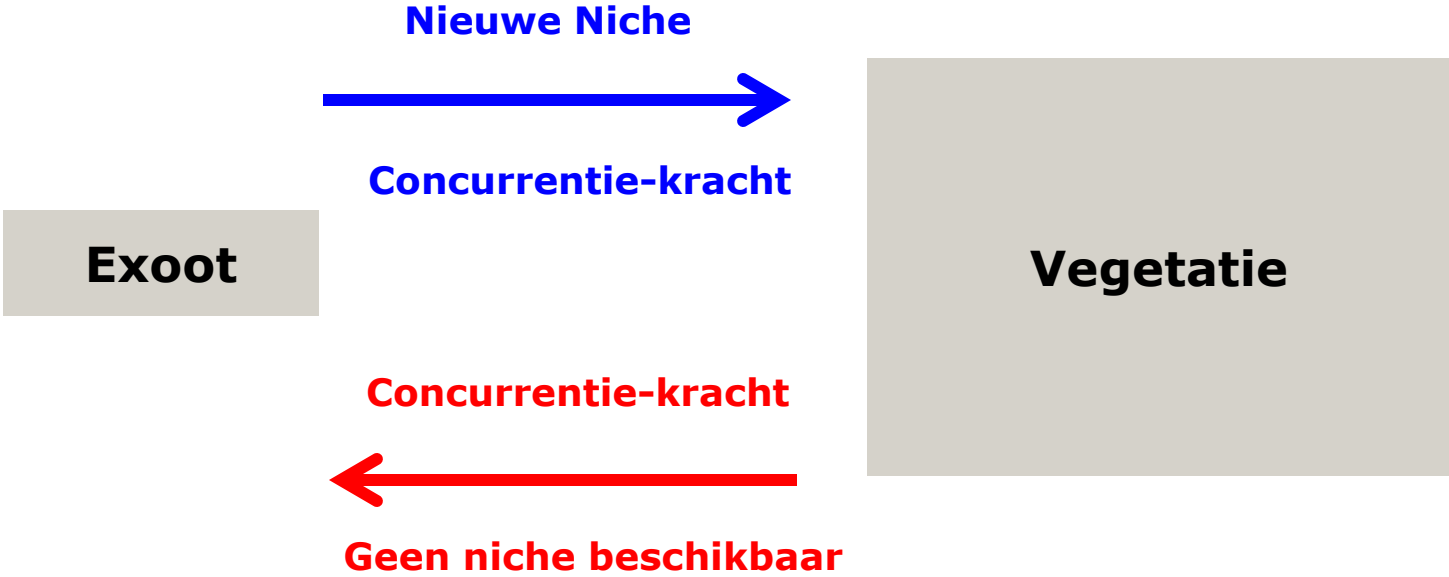 Nieuwe Niche
Concurrentie-kracht
Exoot
Vegetatie
Concurrentie-kracht
Geen niche beschikbaar